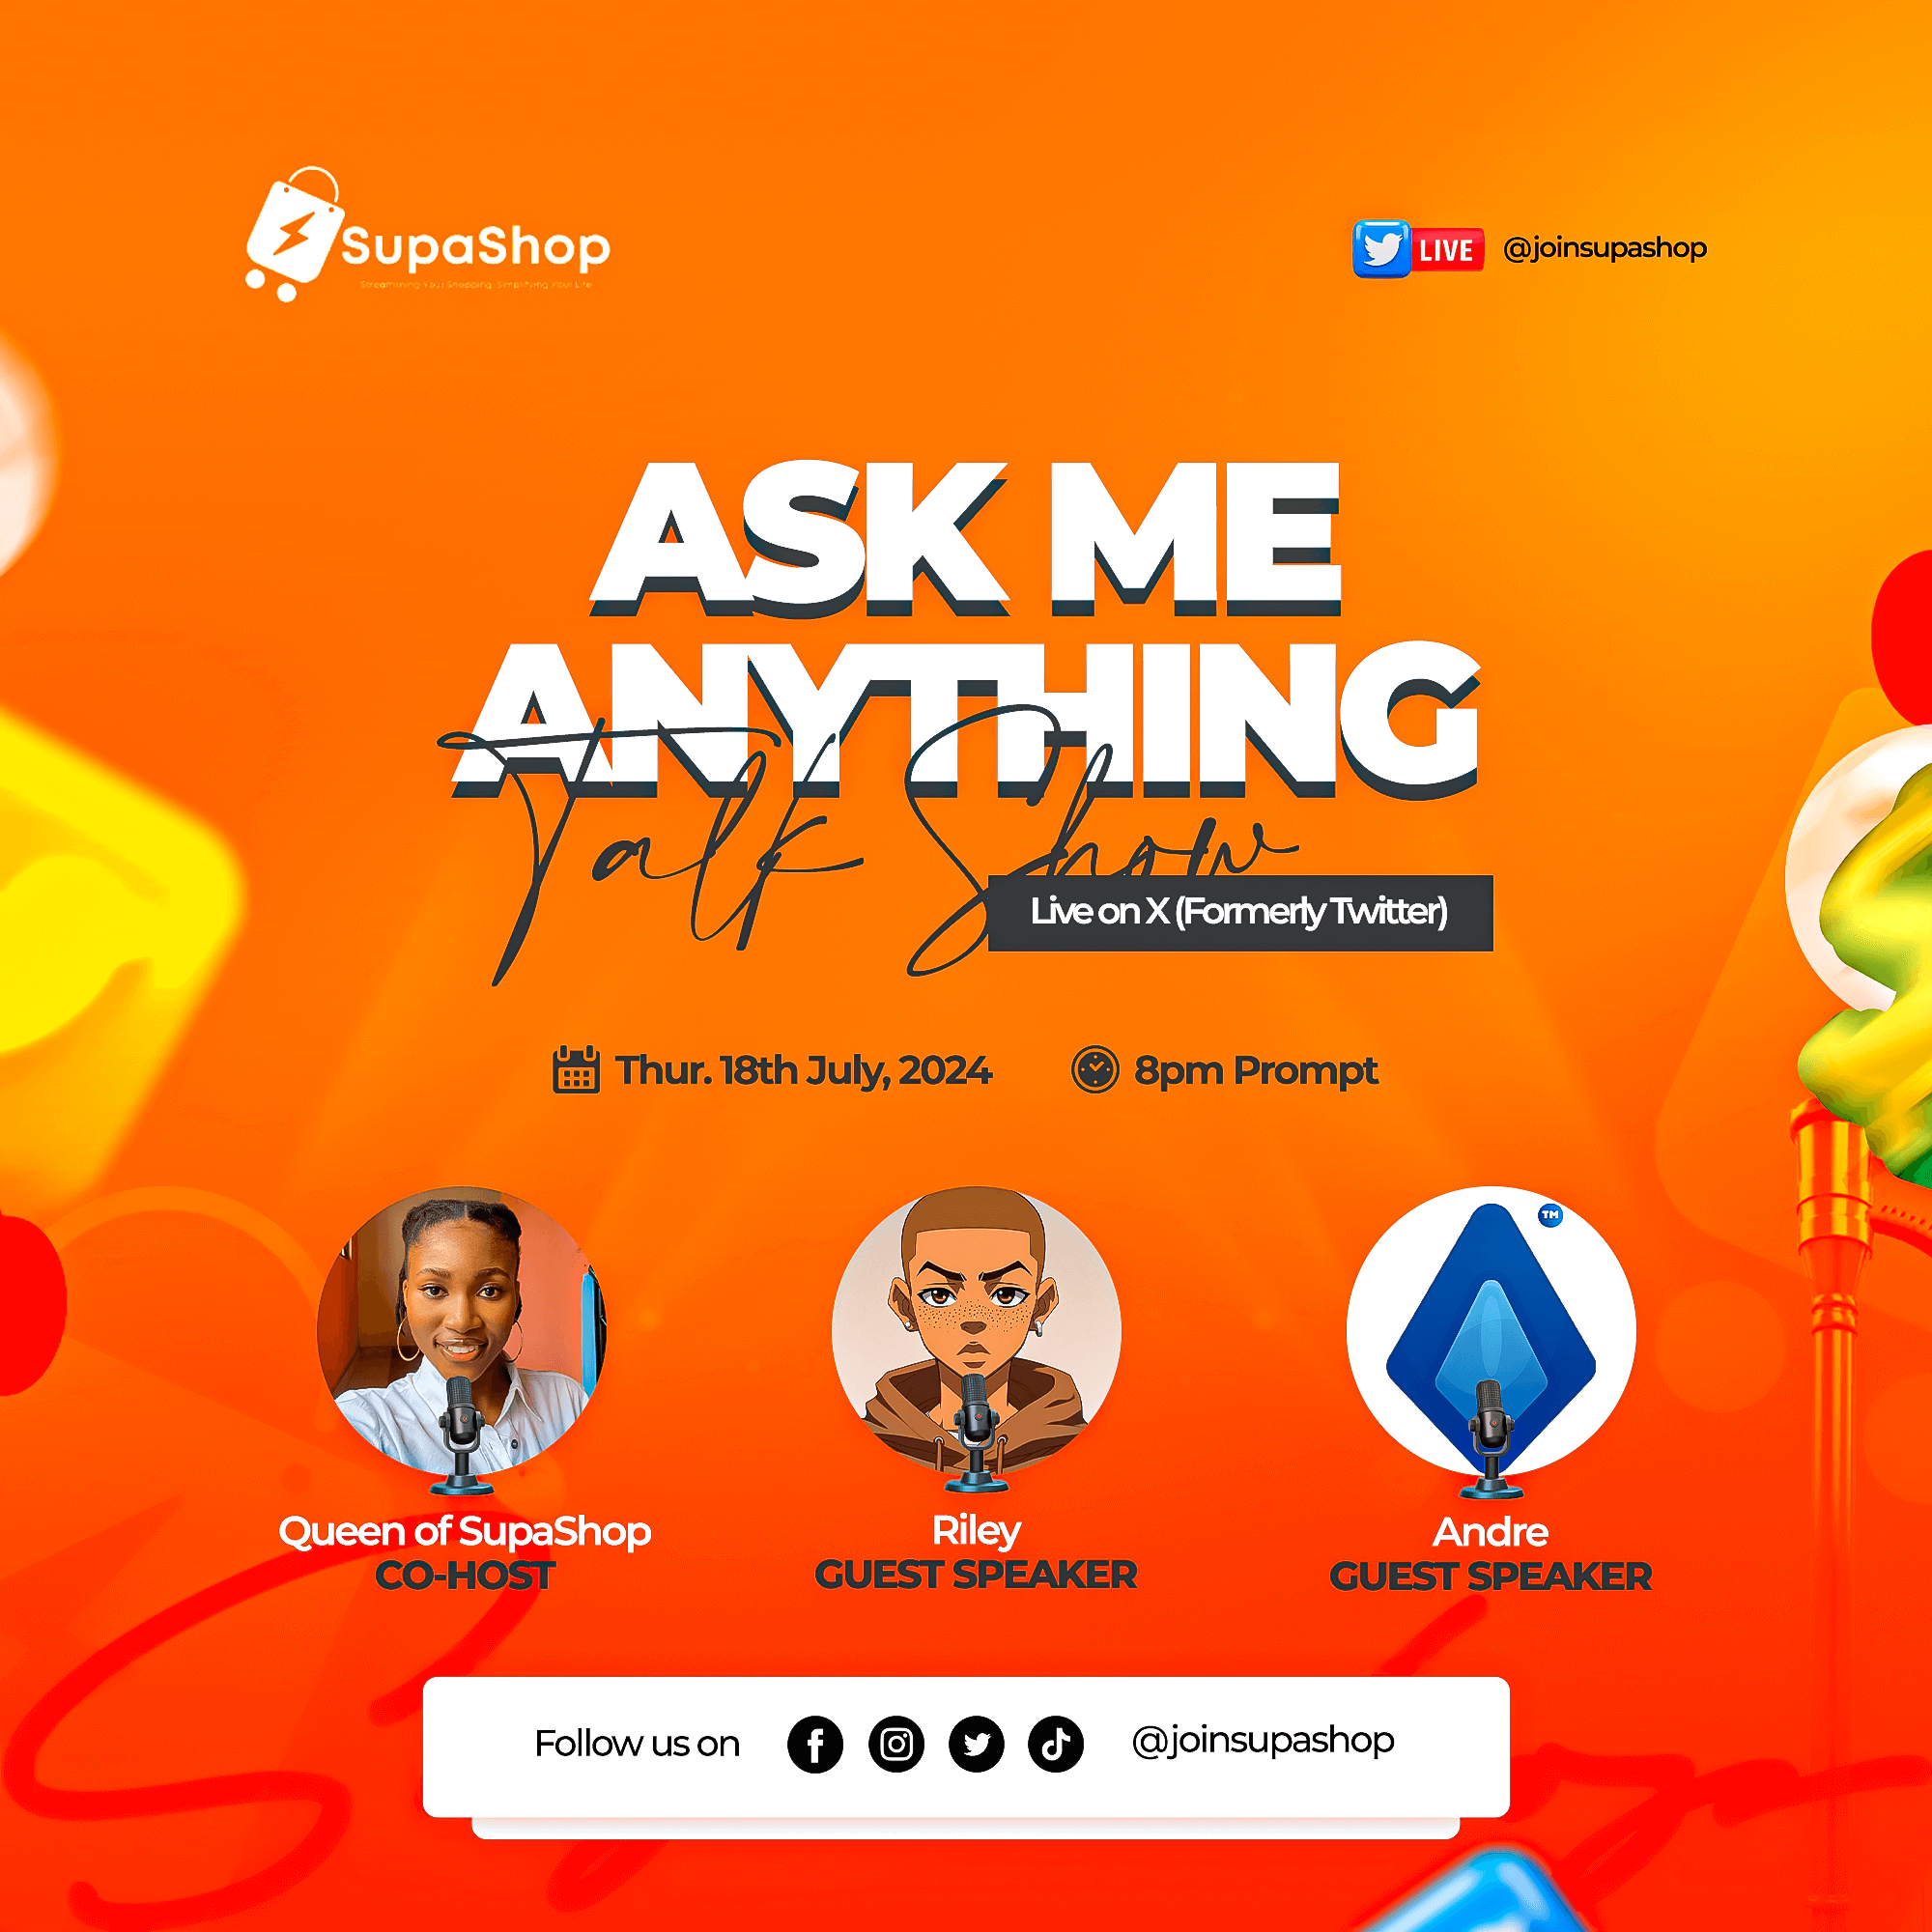 SupaShop
Streamlining Your Shopping, Simplifying Your Life
LIVE @joinsupashop
ASK ME
ANYTHING
Talk Show
Live on X (Formerly Twitter)
Thur. 18th July, 2024 8pm Prompt
TM
Queen of SupaShop
CO-HOST
Riley
GUEST SPEAKER
Andre
GUEST SPEAKER
Follow us on @joinsupashop